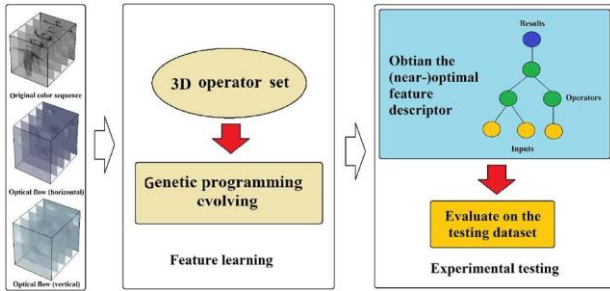 Original color sequence
Optical flow (horizontal)
Optical flow (vertical)
3D operator set
Genetic programming
cvolving
Feature learning
Obtian the
(near-)optimal
feature
descriptor
Results
Operators
Inputs
Evaluate on the
testing dataset
Experimental testing